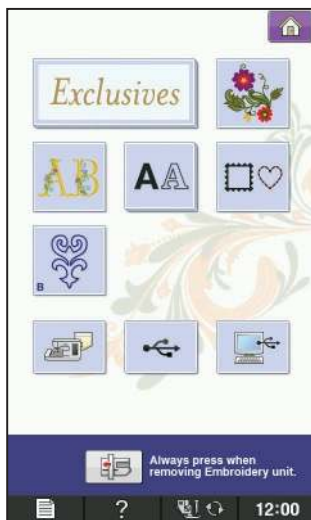 Exclusives
AB
AA
B
Always press when
removing Embroidery unit.
?
12:00